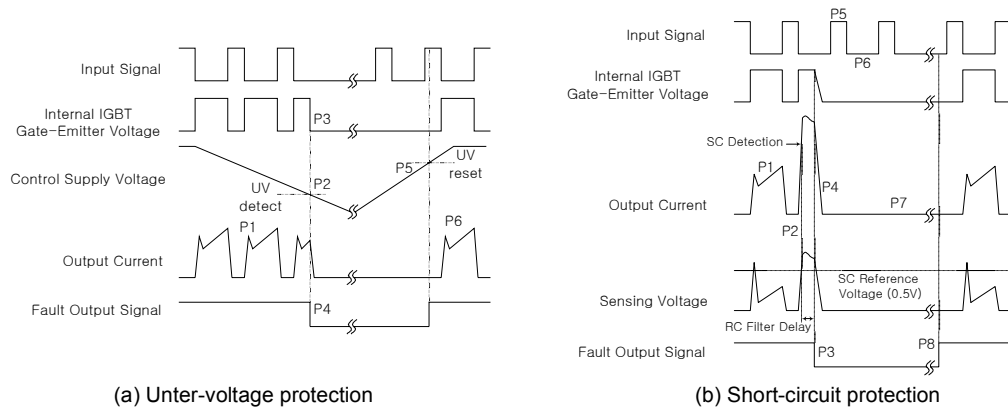 Input Signal
Internal IGBT
Gate-Emitter Voltage
P3
Control Supply Voltage
P2
P5
UV
reset
UV
detect
P1
P6
Output Current
Fault Output Signal
P4
(a) Unter-voltage protection
P5
Input Signal
P6
Internal IGBT
Gate-Emitter Voltage
SC Detection
P1
P4
Output Current
P7
P2
SC Reference
Voltage (0.5V)
Sensing Voltage
RC Filter Delay
Fault Output Signal
P3
P8
(b) Short-circuit protection